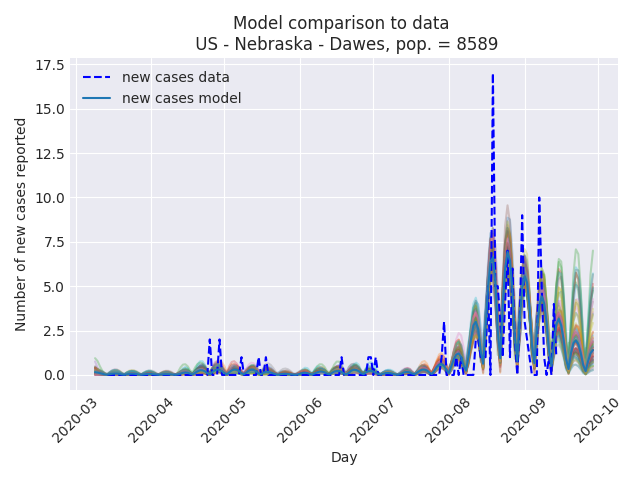 Model comparison to data
US - Nebraska - Dawes, pop. = 8589
new cases data
new cases model
Number of new cases reported
17.5
15.0
12.5
10.0
7.5
5.0
2.5
0.0
2020-03
2020-04
2020-05
2020-06
2020-07
2020-08
2020-09
2020-10
Day